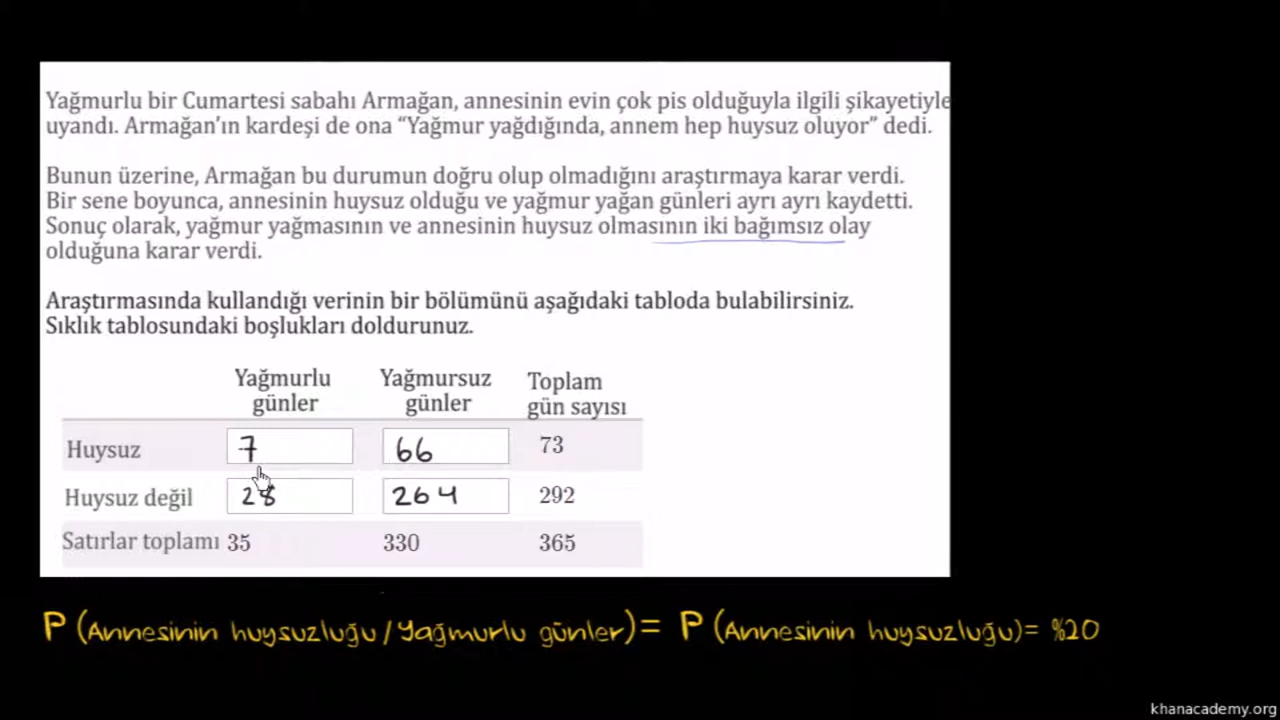 Yağmurlu bir Cumartesi sabahı Armağan, annesinin evin çok pis olduğuyla ilgili şikayetiyle
uyandı. Armağan'ın kardeşi de ona “Yağmur yağdığında, annem hep huysuz oluyor” dedi.
Bunun üzerine, Armağan bu durumun doğru olup olmadığını araştırmaya karar verdi.
Bir sene boyunca, annesinin huysuz olduğu ve yağmur yağan günleri ayrı ayrı kaydetti.
Sonuç olarak, yağmur yağmasının ve annesinin huysuz olmasının iki bağımsız olay
olduğuna karar verdi.
Araştırmasında kullandığı verinin bir bölümünü aşağıdaki tabloda bulabilirsiniz.
Sıklık tablosundaki boşlukları doldurunuz.
Yağmurlu günler Yağmursuz günler Toplam gün sayısı
Huysuz 7 66 73
Huysuz değil 28 264 292
Satırlar toplamı 35 330 365
P (Annesinin huysuzluğu/Yağmurlu günler)= P (Annesinin huysuzluğu)= %20
khanacademy.org